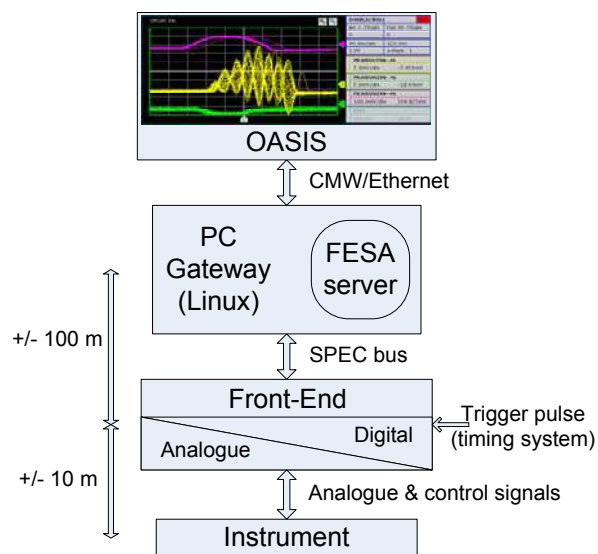 OASIS
CMW/Ethernet
PC
Gateway
(Linux)
FESA
server
+/- 100 m
SPEC bus
Front-End
Analogue
Digital
Trigger pulse
(timing system)
+/- 10 m
Analogue & control signals
Instrument